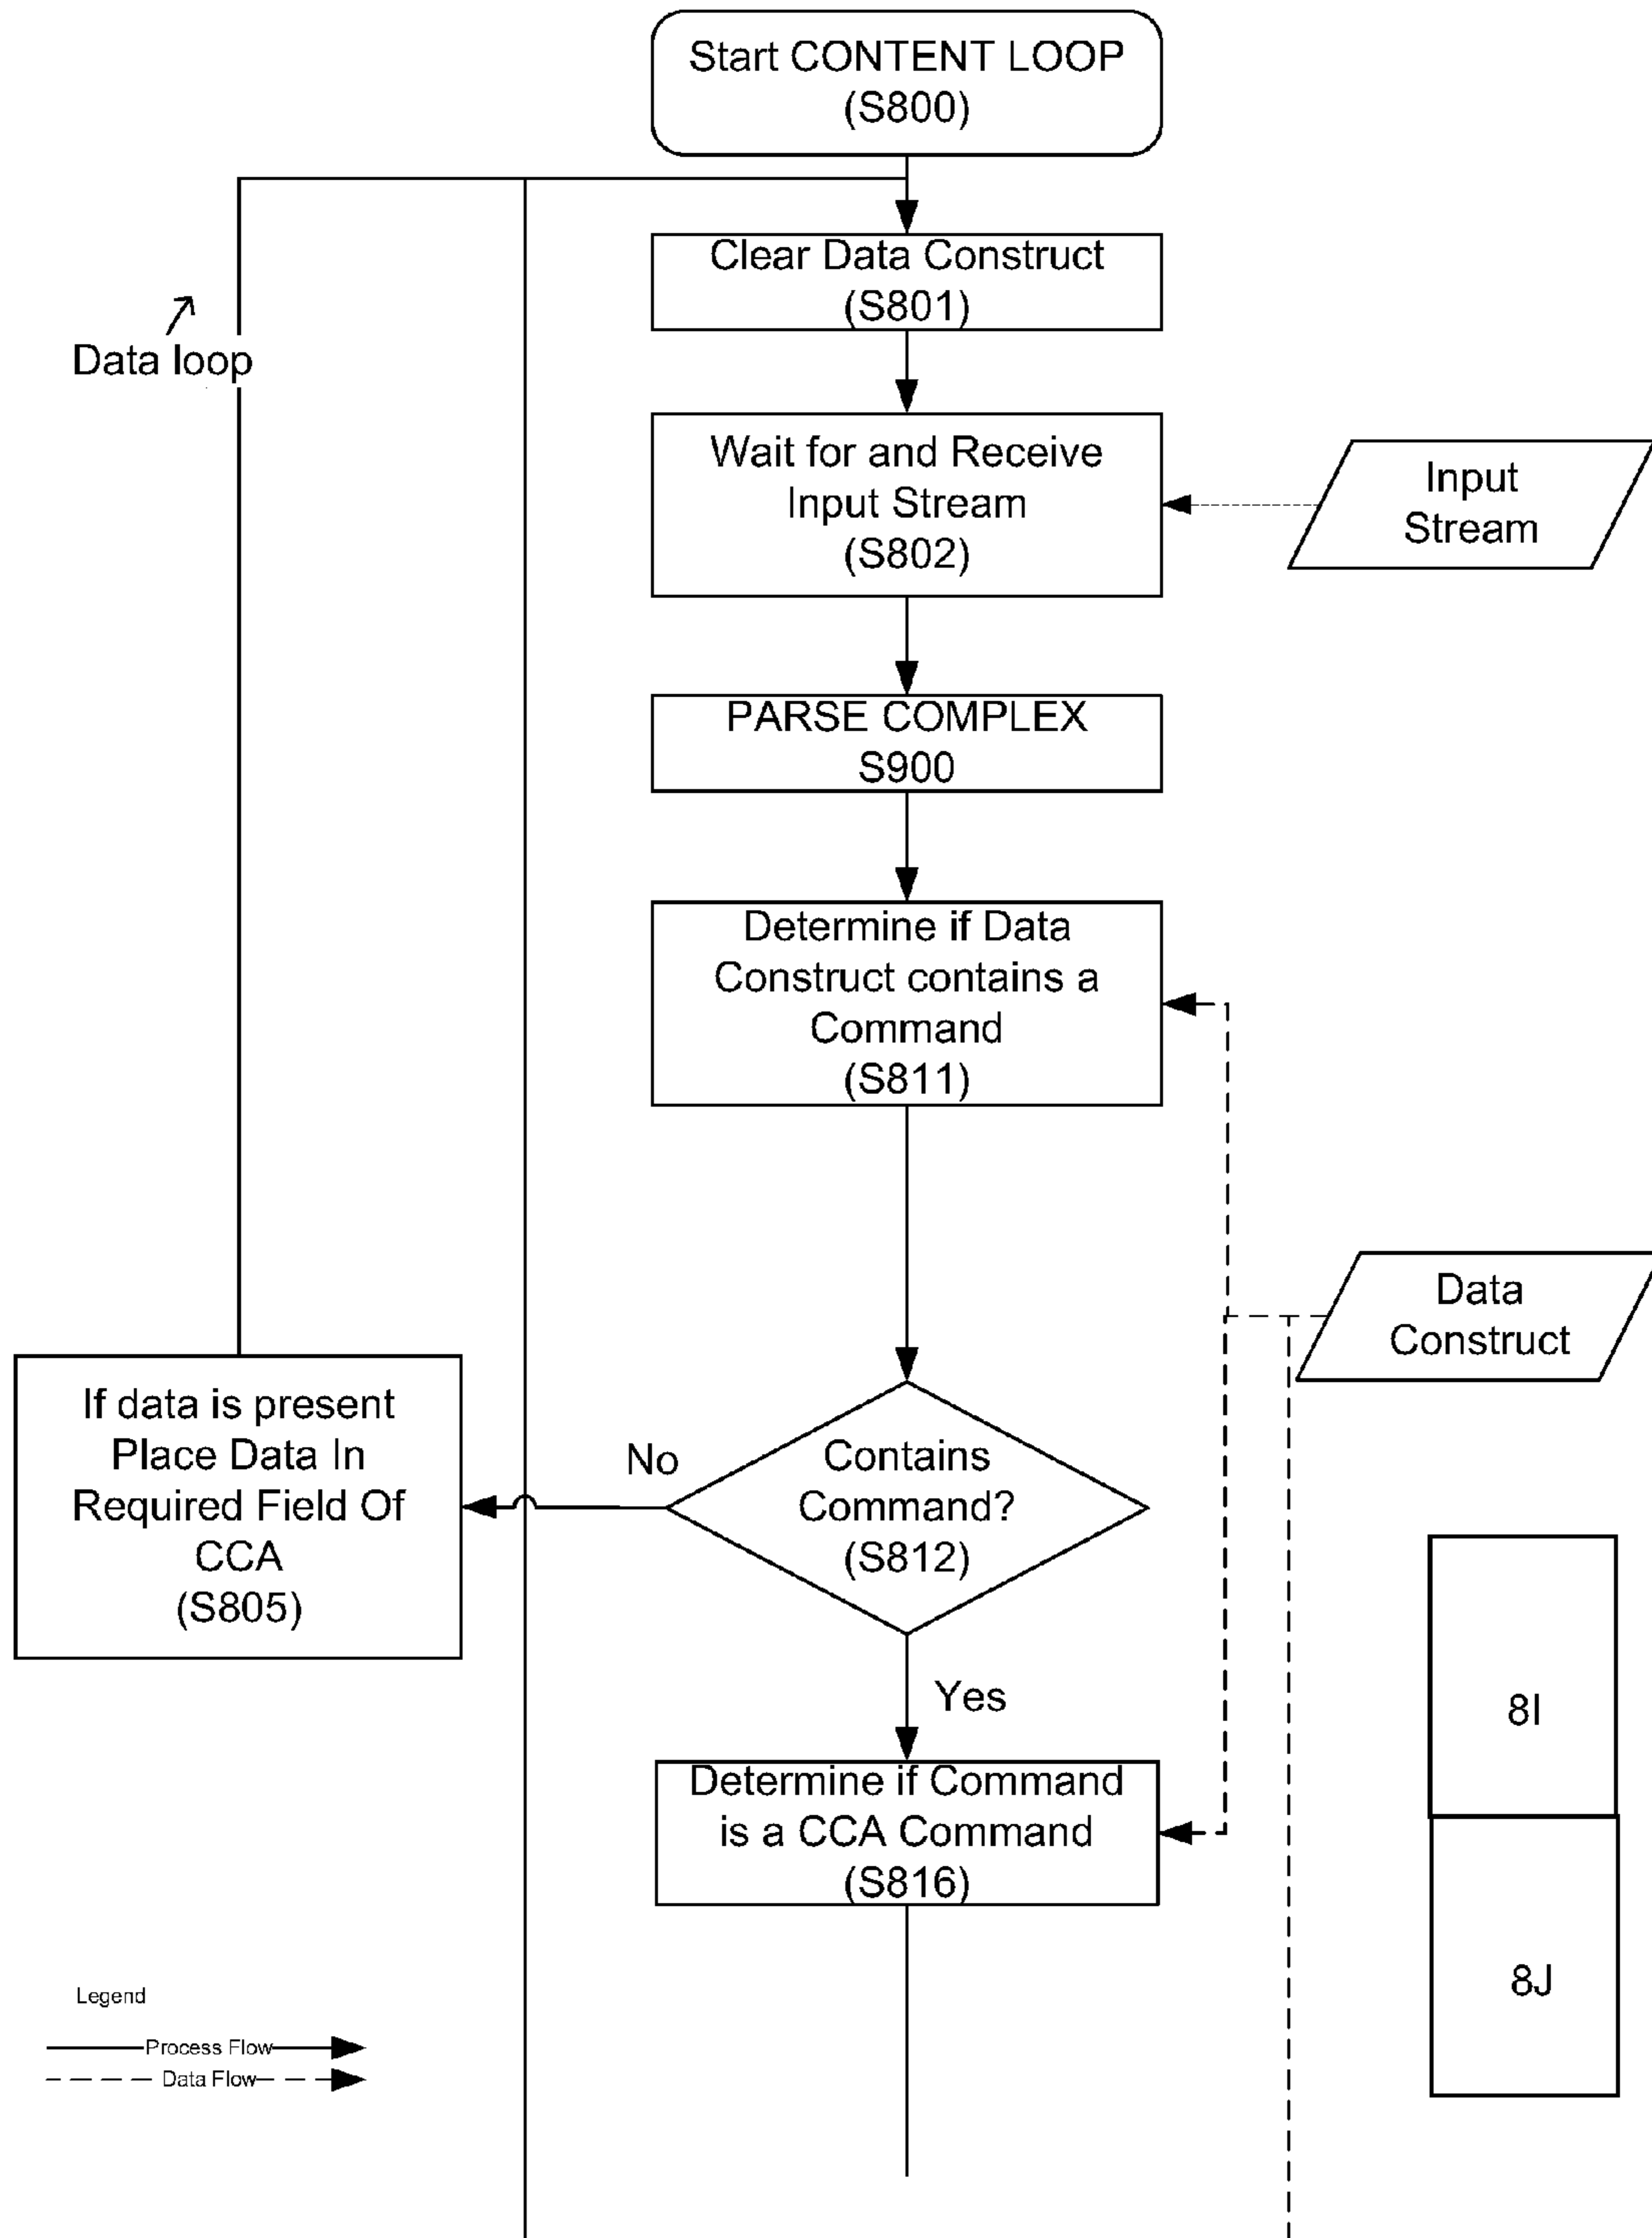 Start CONTENT LOOP
(S800)
Clear Data Construct
(S801)
Data loop
Wait for and Receive
Input Stream
(S802)
Input
Stream
PARSE COMPLEX
S900
Determine if Data
Construct contains a
Command
(S811)
Data
Construct
If data is present
Place Data In
Required Field Of
CCA
(S805)
No
Contains
Command?
(S812)
Yes
8I
Determine if Command
is a CCA Command
(S816)
8J
Legend
Process Flow
Data Flow